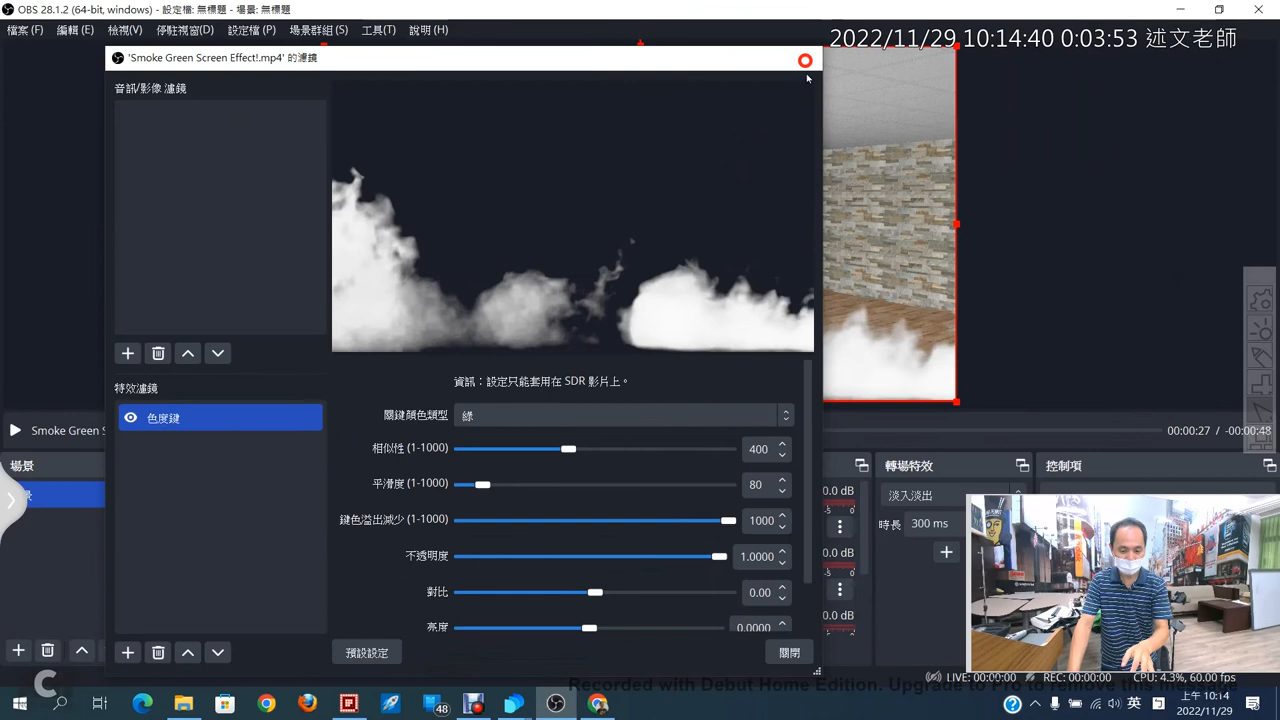 OBS 28.1.2 (64-bit, windows) - 設定檔: 無標題 - 場景: 無標題
檔案 (F) 編輯 (E) 檢視(V) 停駐視窗(D) 設定檔 (P) 場景群組 (S) 工具(T) 說明 (H)
2022/11/29 10:14:40 0:03:53 述文老師
'Smoke Green Screen Effect!.mp4' 的濾鏡
音訊/影像 濾鏡
特效濾鏡
色度鍵
資訊：設定只能套用在 SDR 影片上。
關鍵顏色類型 綠
相似性 (1-1000) 400
平滑度 (1-1000) 80
鍵色溢出減少 (1-1000) 1000
不透明度 1.0000
對比 0.00
亮度 0.0000
預設設定 關閉
Smoke Green S
00:00:27 / -00:00:48
場景
景
轉場特效 控制項
0.0 dB
-5 0
淡入淡出
時長 300 ms
0.0 dB
-5 0
0.0 dB
LIVE: 00:00:00 REC: 00:00:00 CPU: 4.3%, 60.00 fps
Recorded with Debut Home Edition. Upgrade to Pro to remove this message
48
英
上午 10:14
2022/11/29